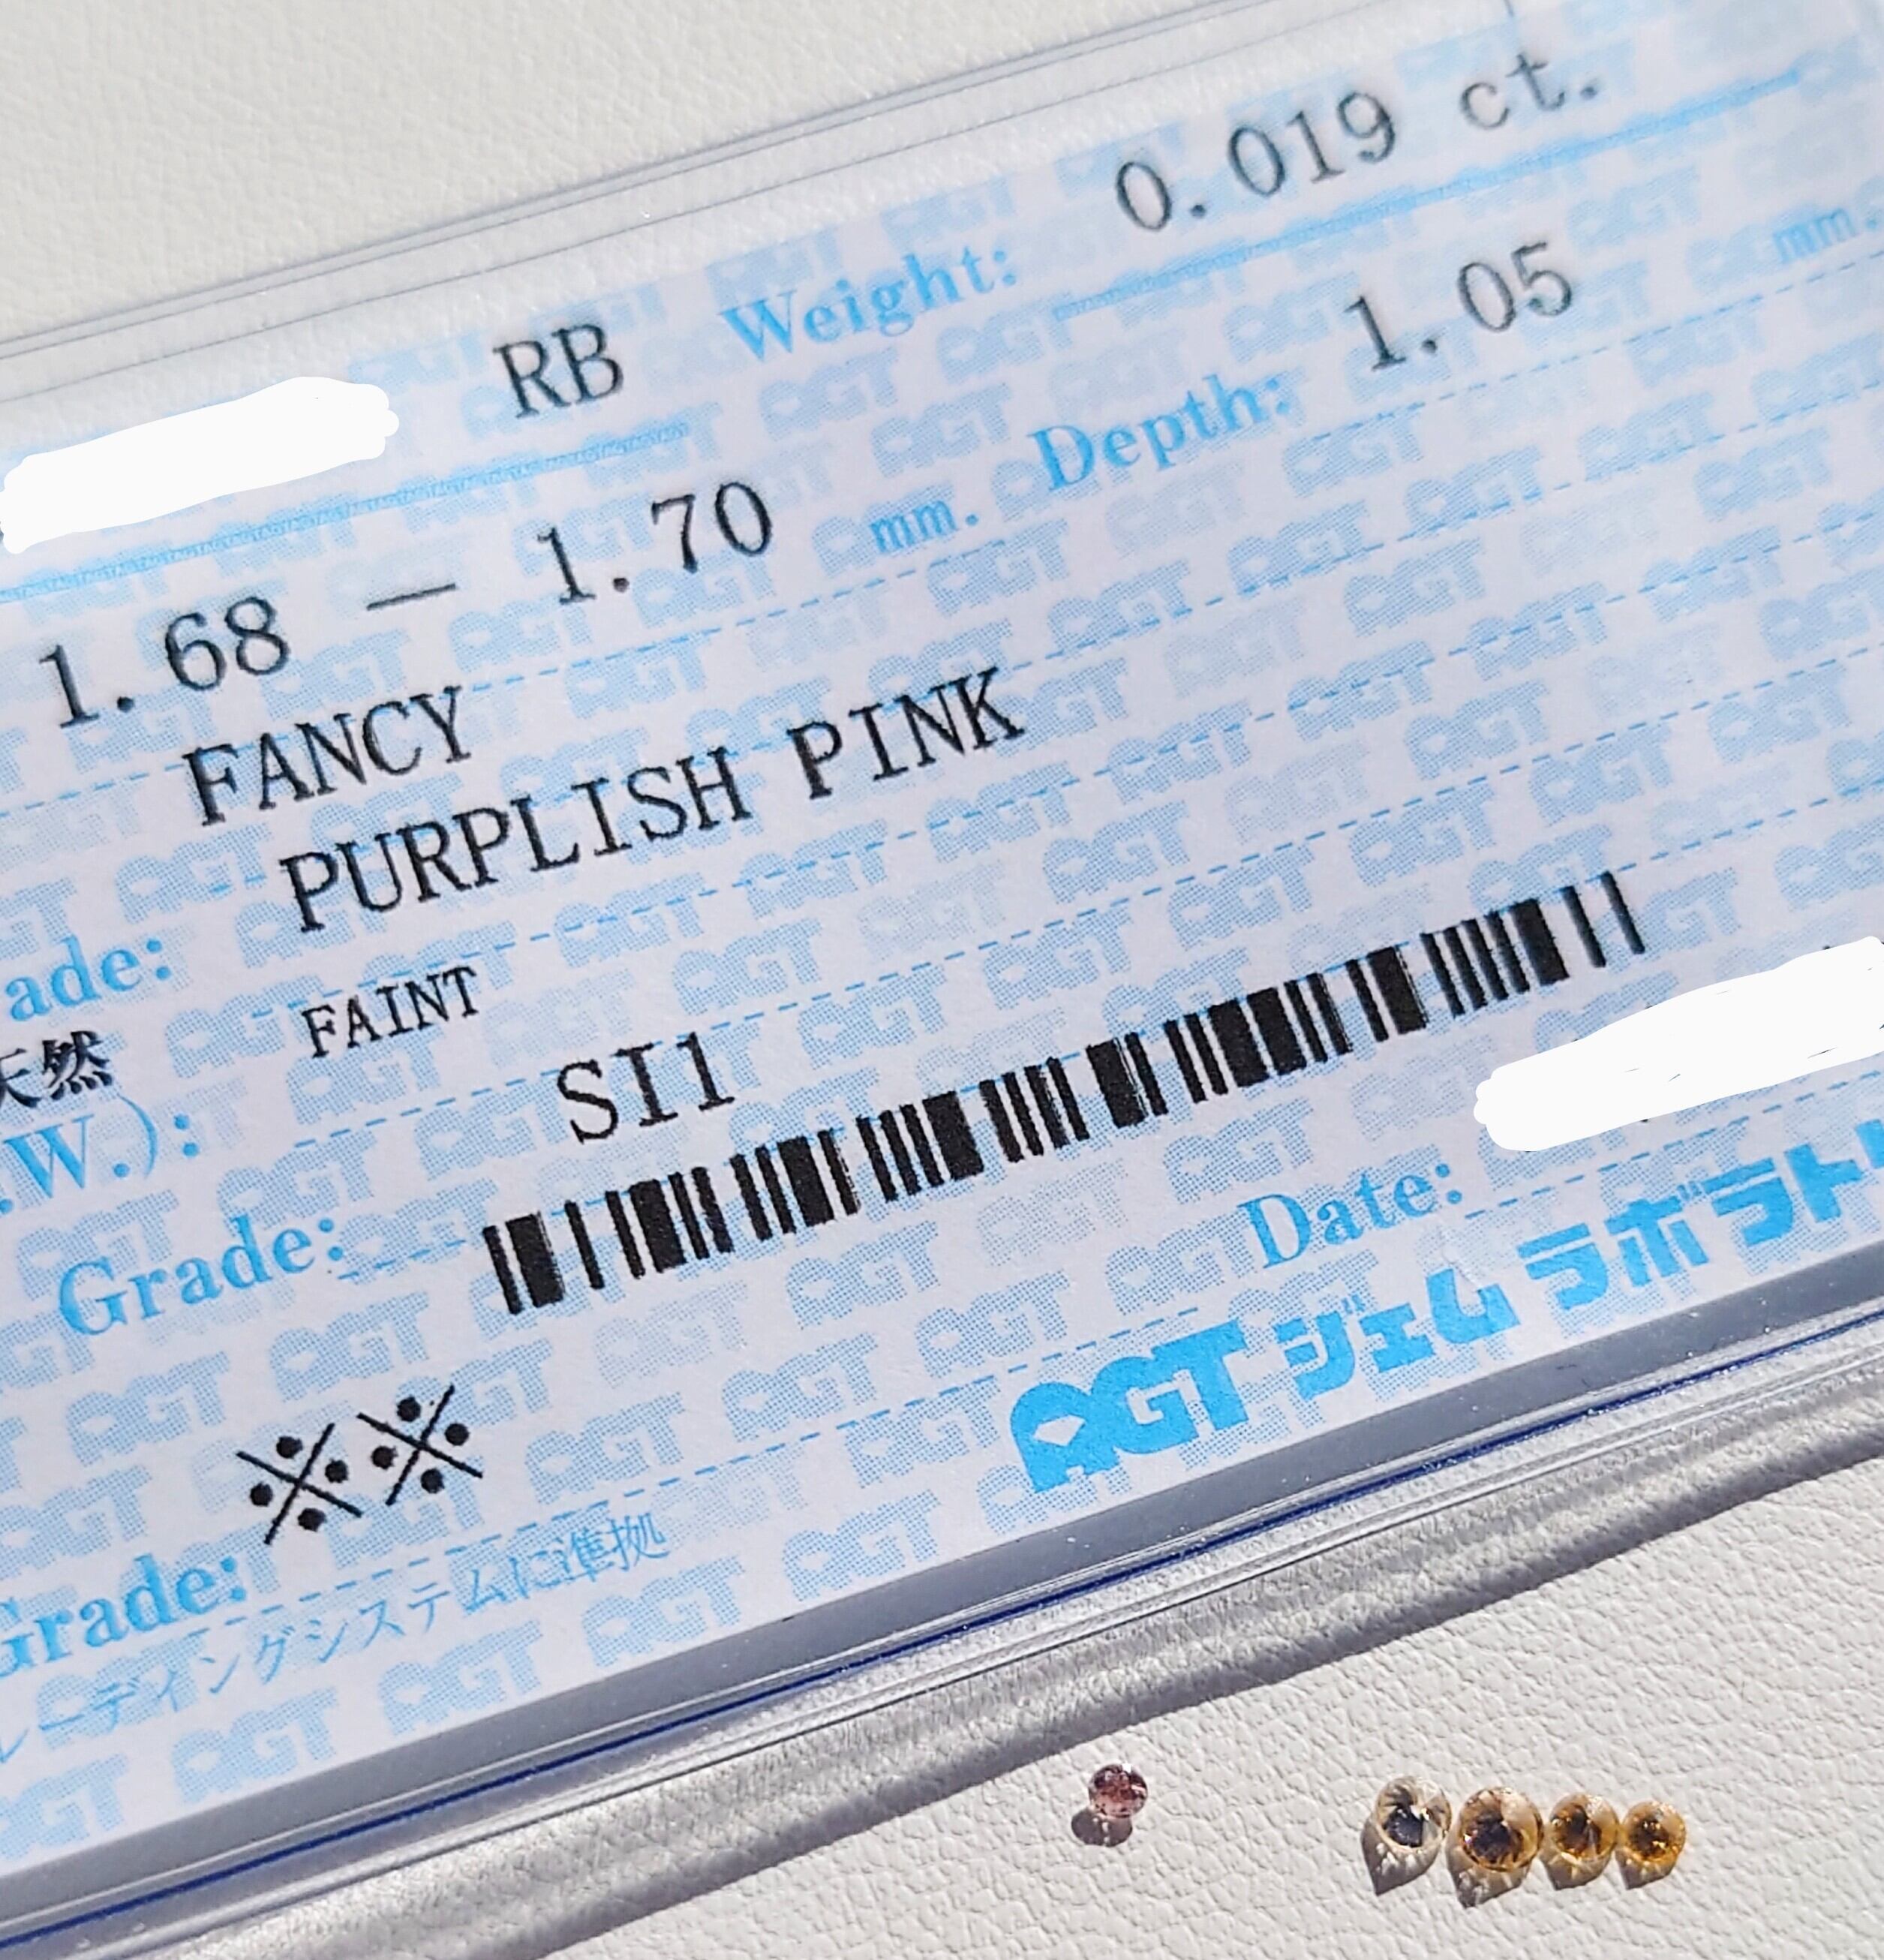 RB Weight: 0.019 ct.
1.68 — 1.70 mm. Depth: 1.05 mm.
FANCY
PURPLISH PINK
ade:
天然 FAINT
.W.):
SI1
Grade:
Date:
※※
AGTジェムラボラト
Grade:
レーディングシステムに準拠